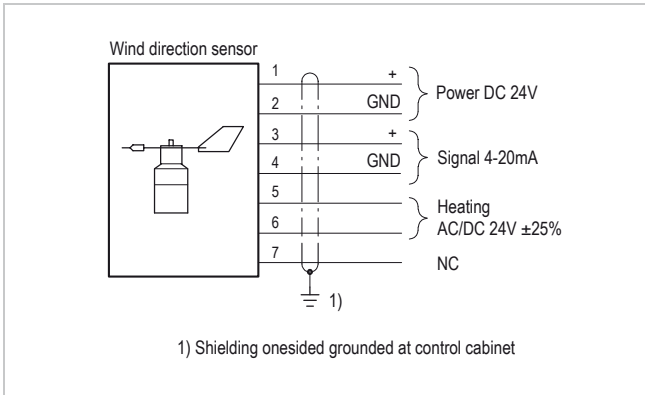 Wind direction sensor
1 +
Power DC 24V
2 GND
3 +
Signal 4-20mA
4 GND
5
Heating
AC/DC 24V ±25%
6
7 NC
1)
1) Shielding onesided grounded at control cabinet